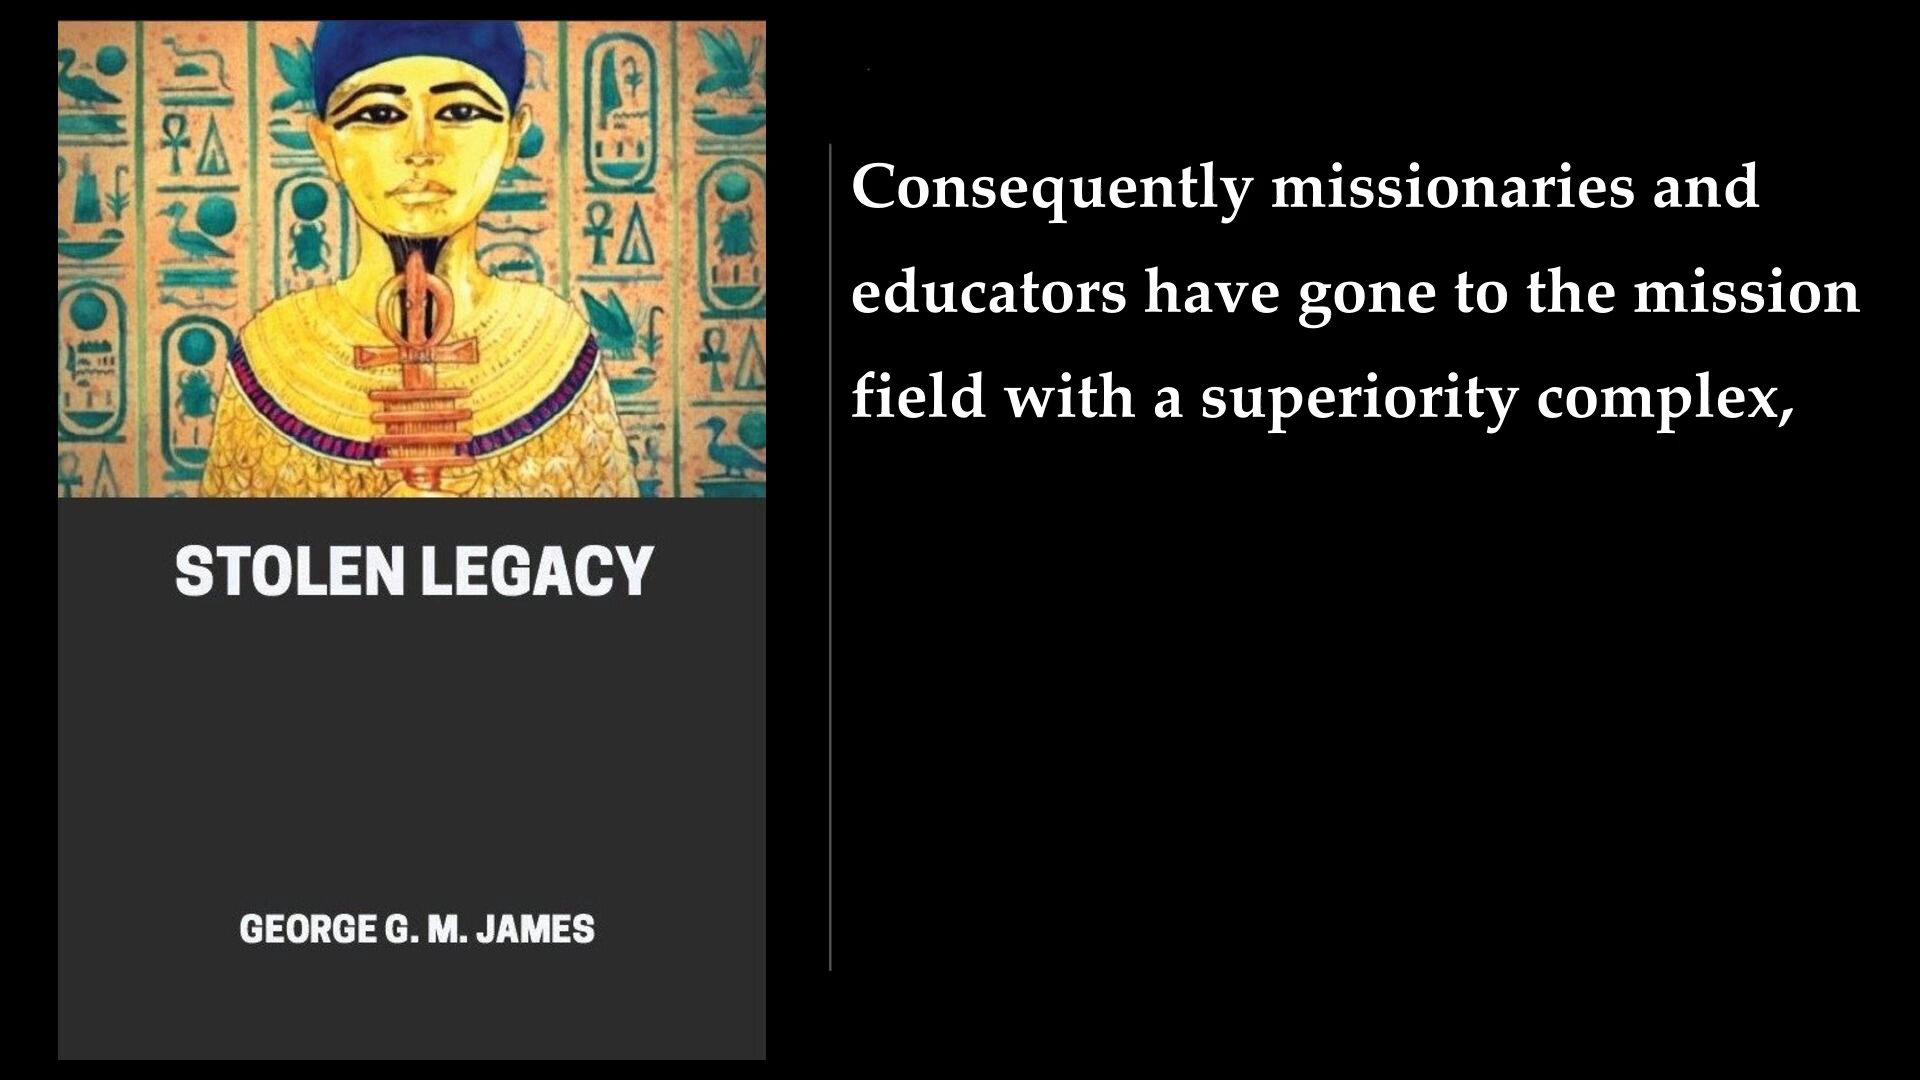 STOLEN LEGACY
GEORGE G. M. JAMES
Consequently missionaries and
educators have gone to the mission
field with a superiority complex,